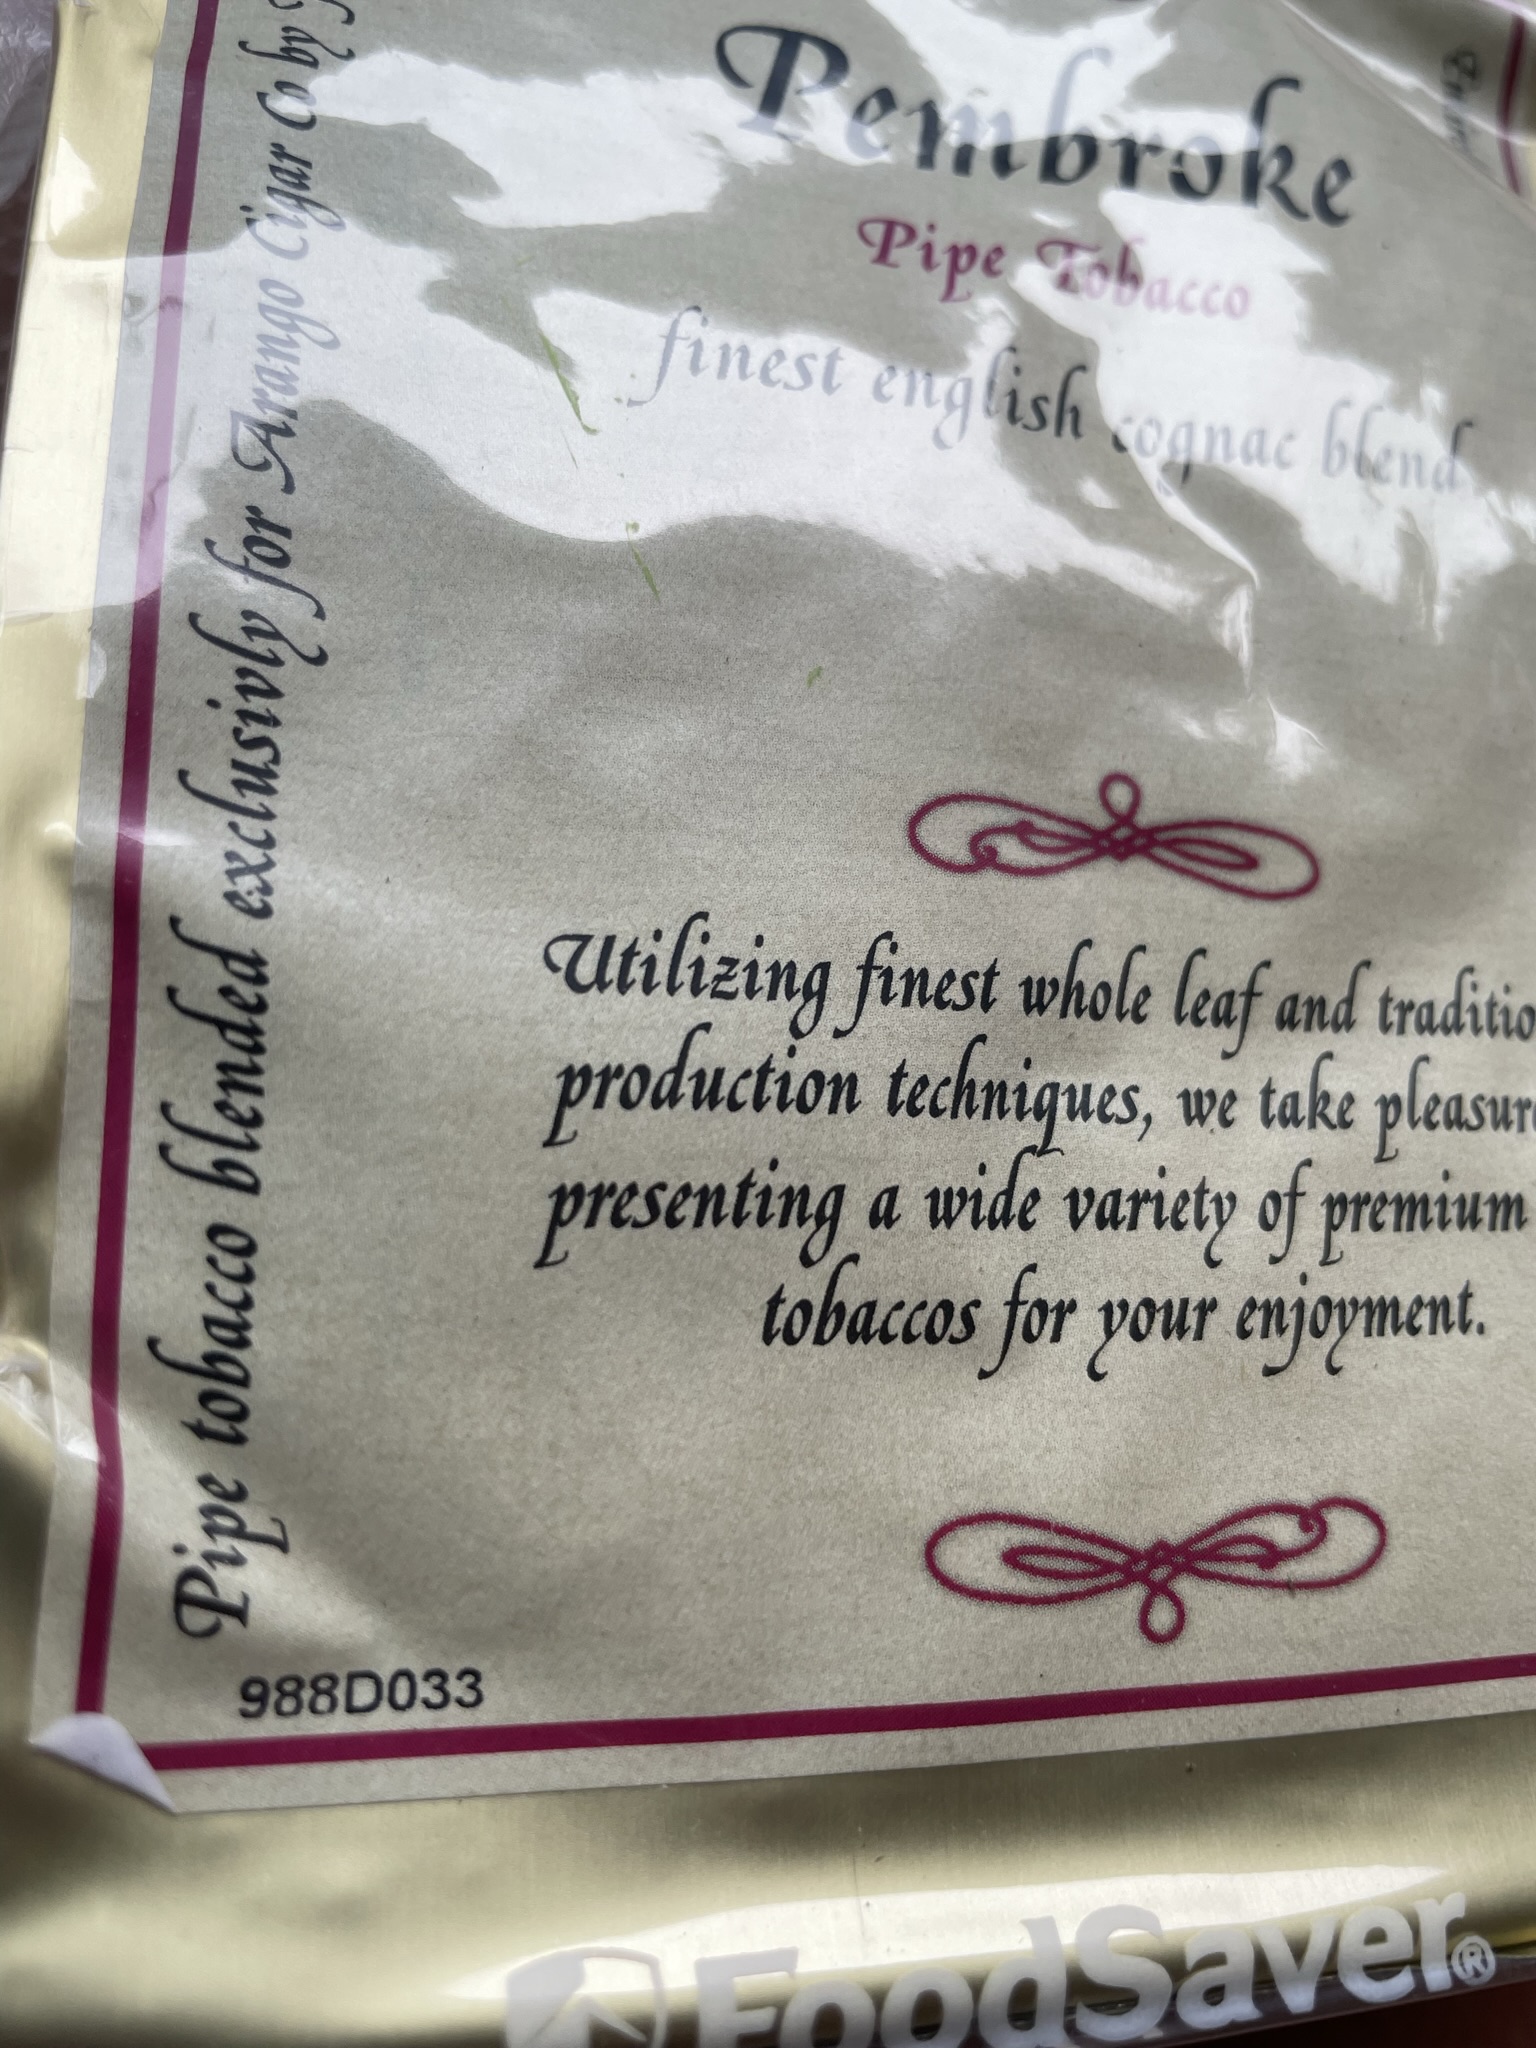 Pembroke
Pipe Tobacco
finest english cognac blend
Utilizing finest whole leaf and traditio
production techniques, we take pleasure
presenting a wide variety of premium
tobaccos for your enjoyment.
Pipe tobacco blended exclusivly for Arango Cigar Co by
988D033
FoodSaver®